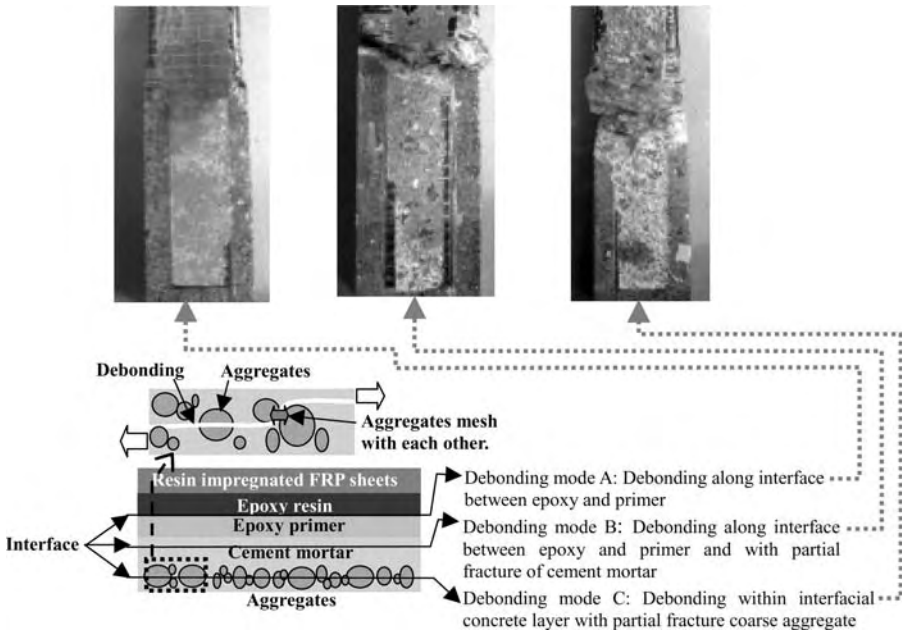 Debonding
Aggregates
Aggregates mesh
with each other.
Resin impregnated FRP sheets
Epoxy resin
Epoxy primer
Interface
Cement mortar
Aggregates
Debonding mode A: Debonding along interface
between epoxy and primer
Debonding mode B: Debonding along interface
between epoxy and primer and with partial
fracture of cement mortar
Debonding mode C: Debonding within interfacial
concrete layer with partial fracture coarse aggregate